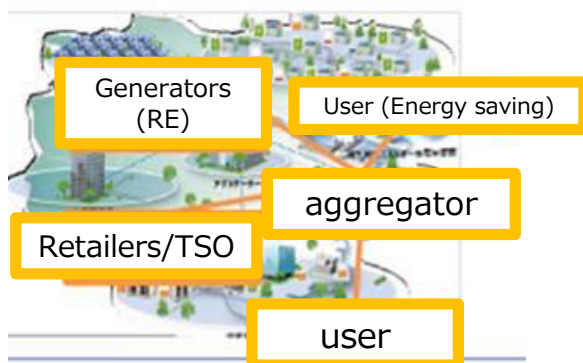 Generators
(RE)
User (Energy saving)
aggregator
Retailers/TSO
user